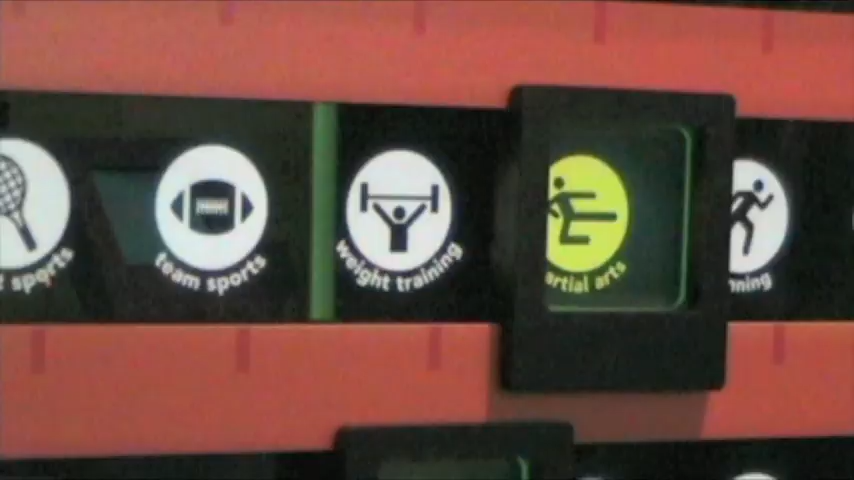 t sports
team sports
weight training
artial arts
nning